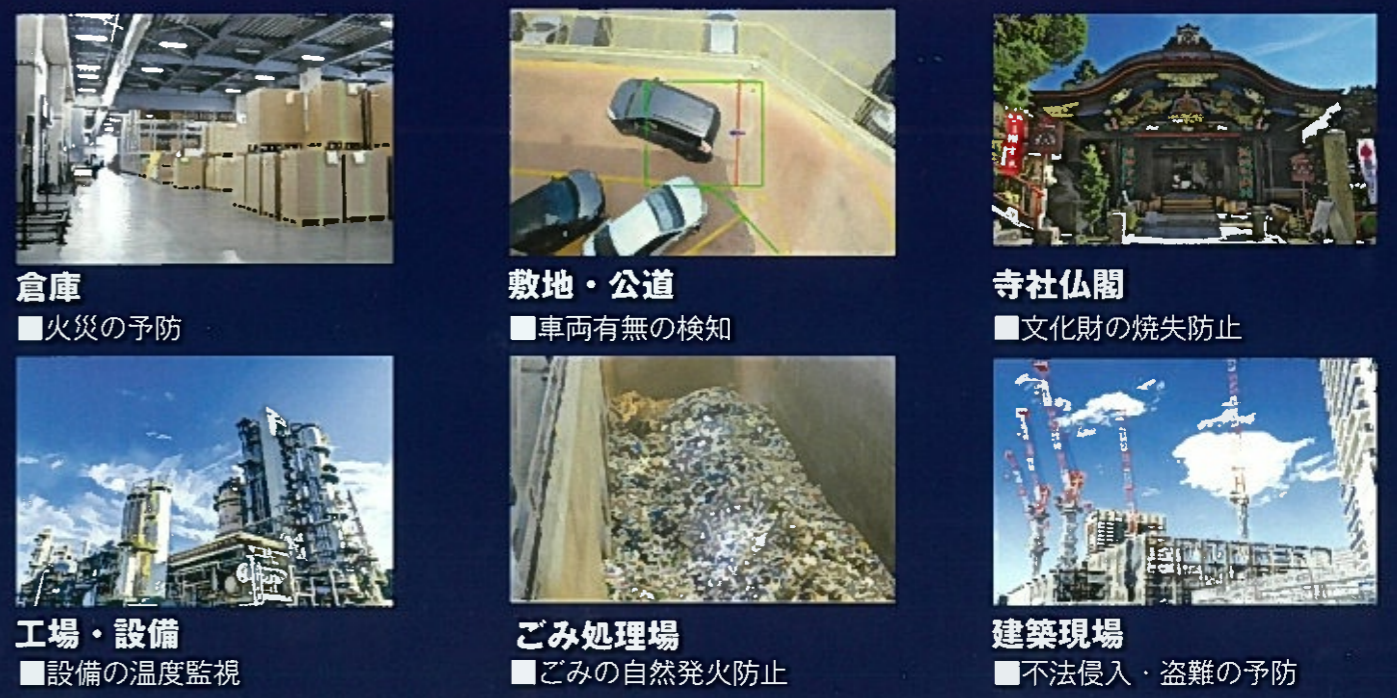 倉庫
■火災の予防
敷地・公道
■車両有無の検知
寺社仏閣
■文化財の焼失防止
工場・設備
■設備の温度監視
ごみ処理場
■ごみの自然発火防止
建築現場
■不法侵入・盗難の予防